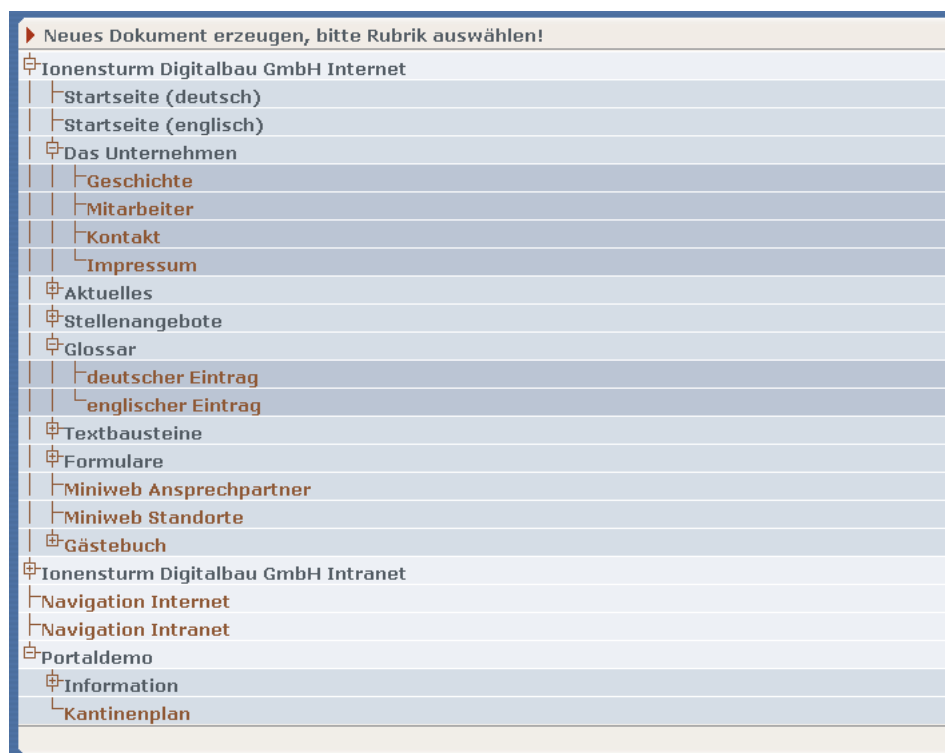 Neues Dokument erzeugen, bitte Rubrik auswählen!
Ionensturm Digitalbau GmbH Internet
Startseite (deutsch)
Startseite (englisch)
Das Unternehmen
Geschichte
Mitarbeiter
Kontakt
Impressum
Aktuelles
Stellenangebote
Glossar
deutscher Eintrag
englischer Eintrag
Textbausteine
Formulare
Miniweb Ansprechpartner
Miniweb Standorte
Gästebuch
Ionensturm Digitalbau GmbH Intranet
Navigation Internet
Navigation Intranet
Portaldemo
Information
Kantinenplan